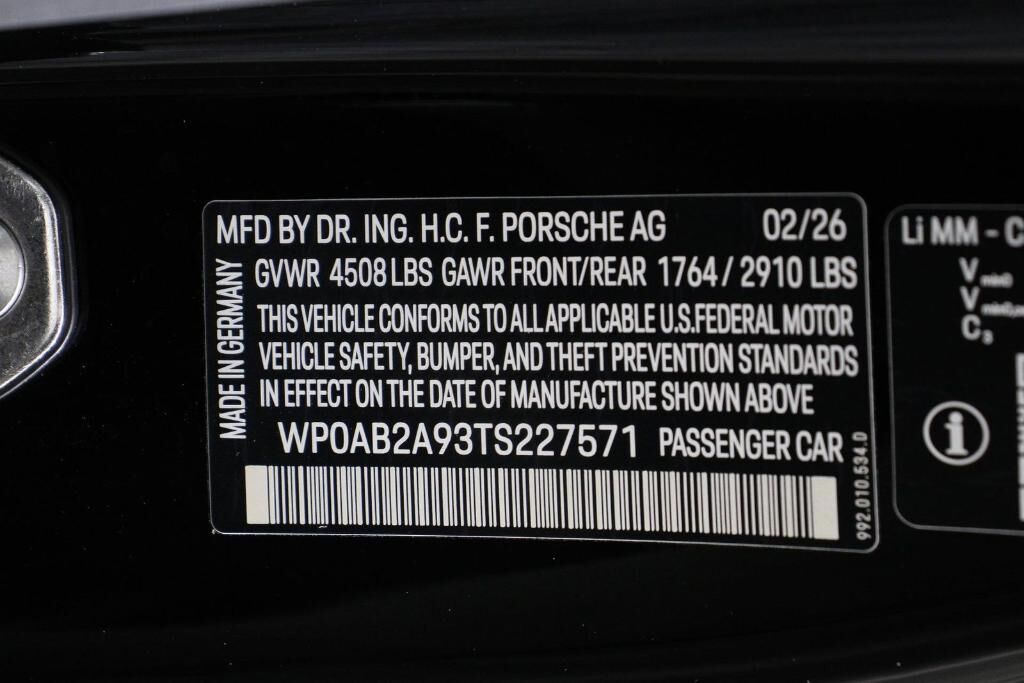 MFD BY DR. ING. H.C. F. PORSCHE AG 02/26
GVWR 4508 LBS GAWR FRONT/REAR 1764 / 2910 LBS
THIS VEHICLE CONFORMS TO ALL APPLICABLE U.S.FEDERAL MOTOR
VEHICLE SAFETY, BUMPER, AND THEFT PREVENTION STANDARDS
IN EFFECT ON THE DATE OF MANUFACTURE SHOWN ABOVE
WP0AB2A93TS227571 PASSENGER CAR
MADE IN GERMANY
992.010.534.0
Li MM - C
V
V
C3
i